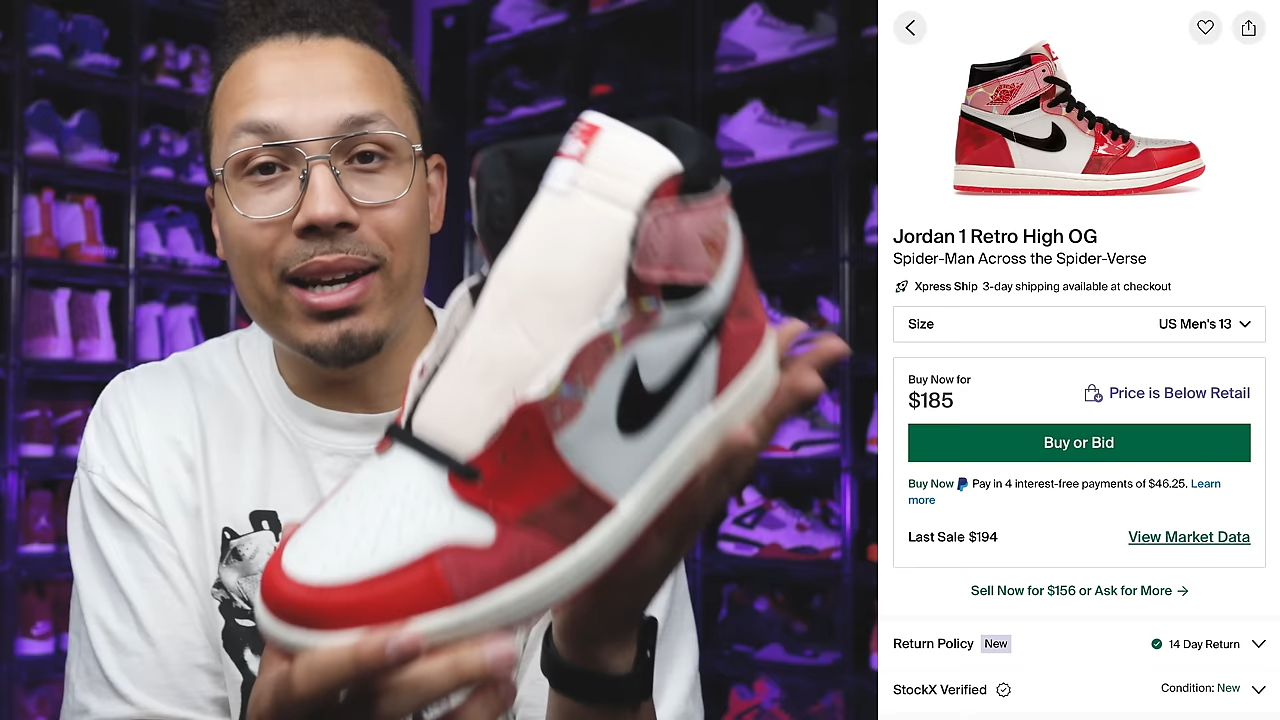 Jordan 1 Retro High OG
Spider-Man Across the Spider-Verse
Xpress Ship 3-day shipping available at checkout
Size US Men's 13
Buy Now for
$185
Price is Below Retail
Buy or Bid
Buy Now Pay in 4 interest-free payments of $46.25. Learn
more
Last Sale $194 View Market Data
Sell Now for $156 or Ask for More →
Return Policy New 14 Day Return
StockX Verified Condition: New